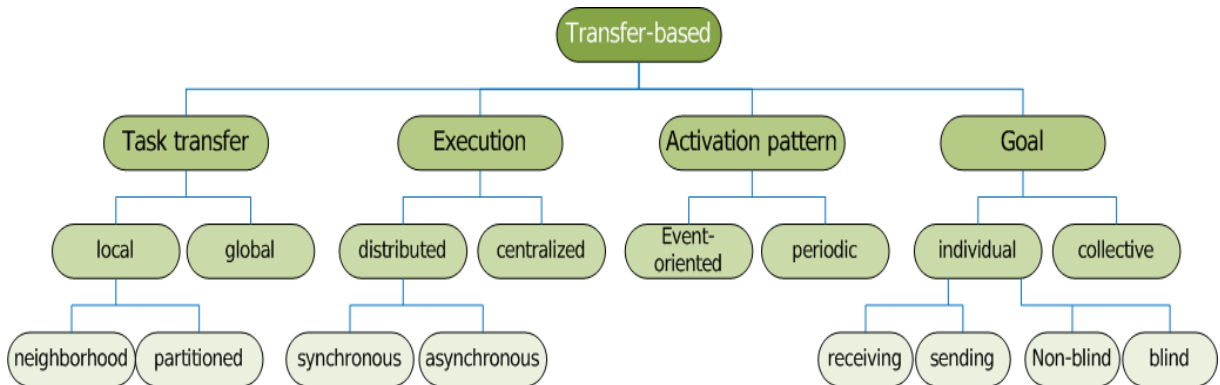 Transfer-based
Task transfer
Execution
Activation pattern
Goal
local
global
distributed
centralized
Event-
oriented
periodic
individual
collective
neighborhood
partitioned
synchronous
asynchronous
receiving
sending
Non-blind
blind